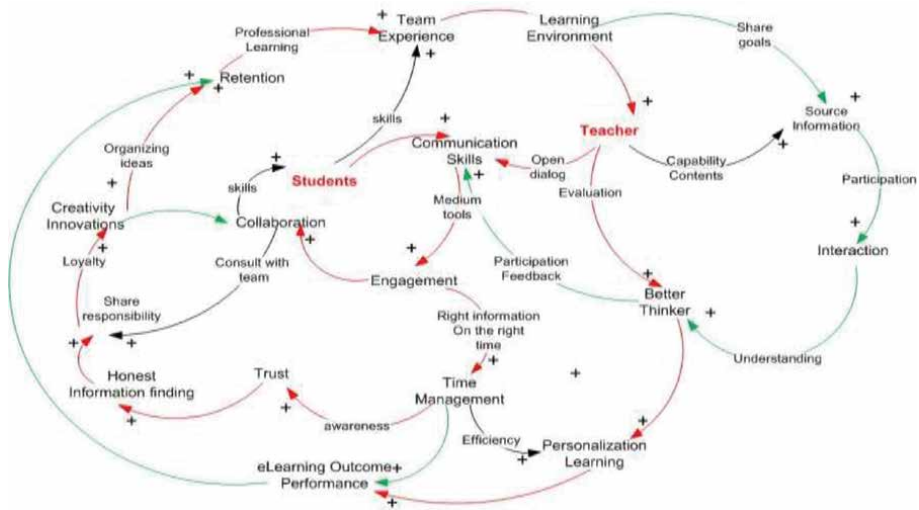 Team
Experience
+
Learning
Environment
Share
goals
Professional
Learning
+
Retention
+
+
skills
+
Communication
Skills
+
Teacher
+
Source
Information
+
+
Organizing
ideas
+
skills
Students
Open
dialog
Capability
Contents
Participation
+
Evaluation
Medium
tools
+
Creativity
Innovations
+
Collaboration
+
Interaction
+
Loyalty
+
Consult with
team
+
Engagement
Participation
Feedback
+
Better
Thinker
+
Share
responsibility
+
+
Right information
On the right
time
+
Understanding
+
Honest
Information finding
+
Trust
+
Time
Management
awareness
Efficiency
+
+
Personalization
Learning
eLearning Outcome+
Performance
+